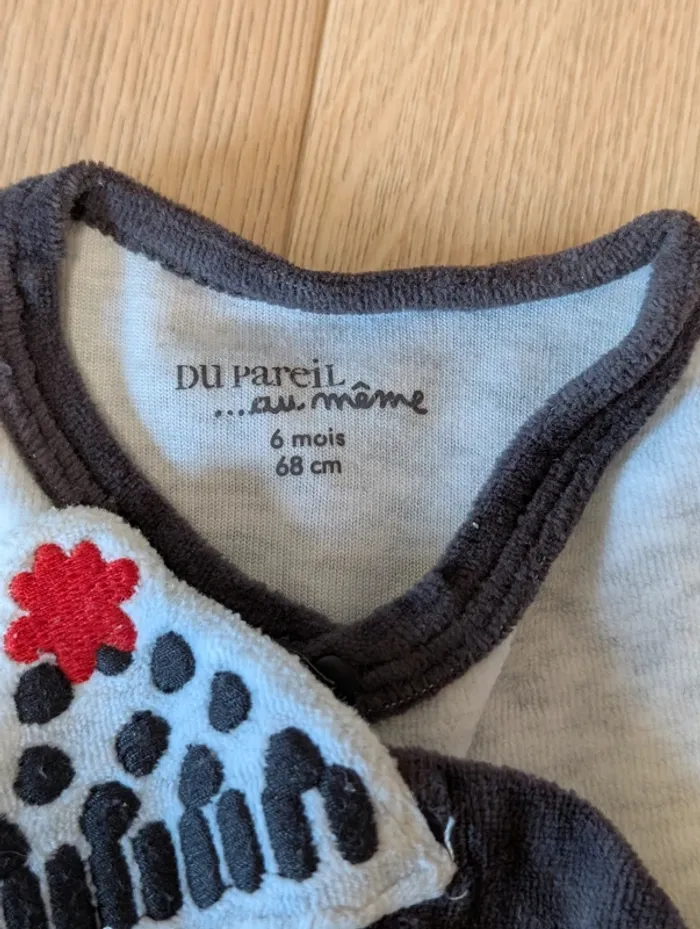 DU PareiL
...au même
6 mois
68 cm